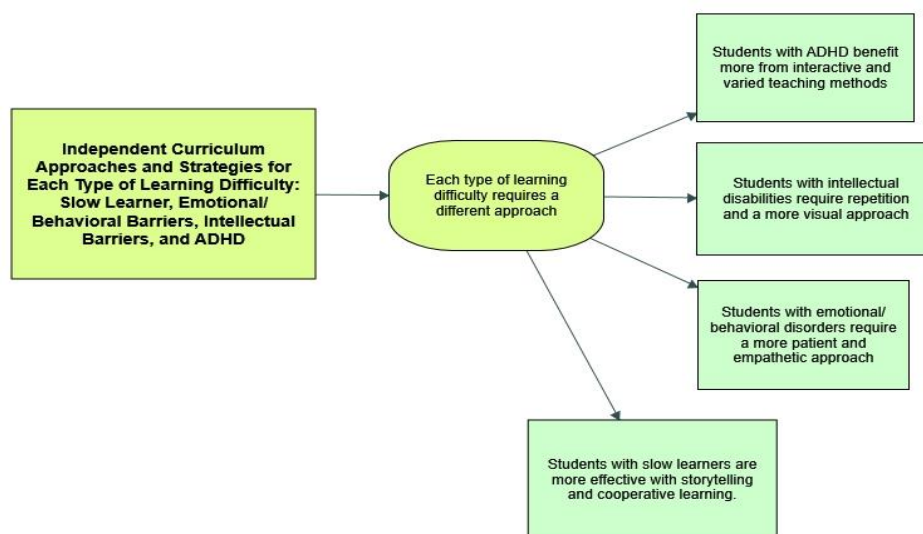 Independent Curriculum
Approaches and Strategies for
Each Type of Learning Difficulty:
Slow Learner, Emotional/
Behavioral Barriers, Intellectual
Barriers, and ADHD
Each type of learning
difficulty requires a
different approach
Students with ADHD benefit
more from interactive and
varied teaching methods
Students with intellectual
disabilities require repetition
and a more visual approach
Students with emotional/
behavioral disorders require
a more patient and
empathetic approach
Students with slow learners are
more effective with storytelling
and cooperative learning.